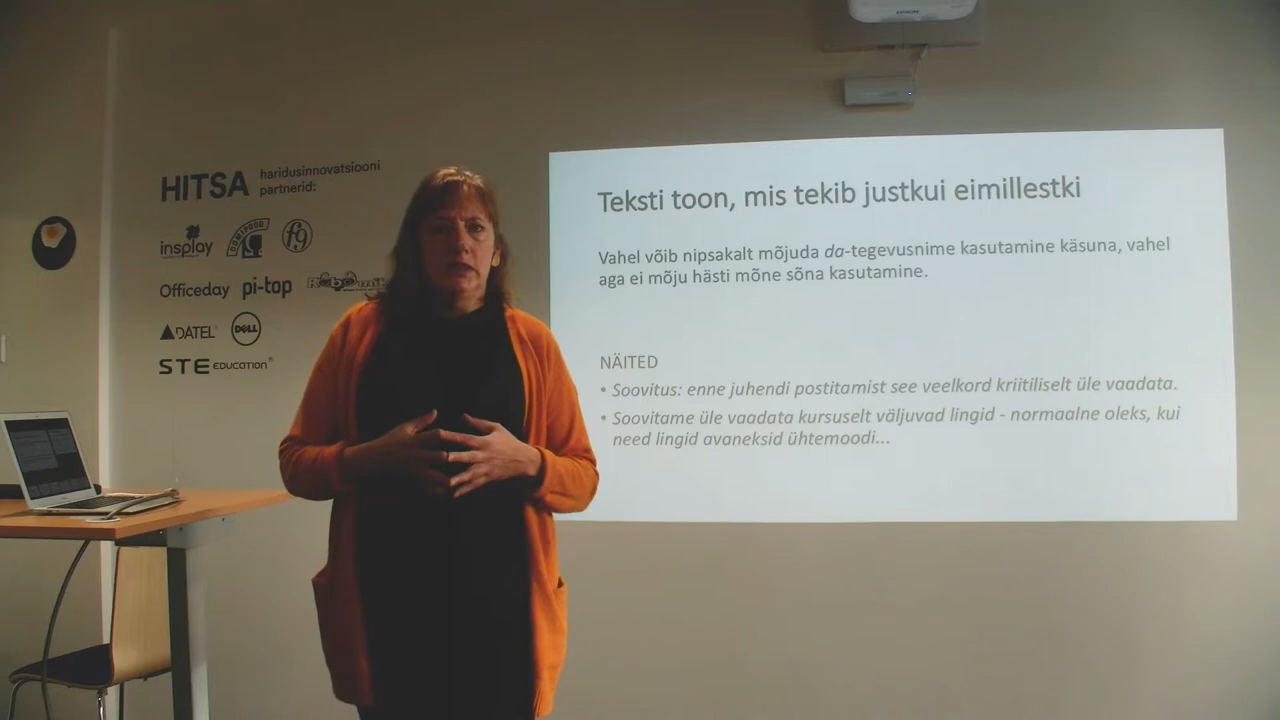 EPSON
HITSA haridusinnovatsiooni
partnerid:
insplay
OOMIPOOD
f9
Officeday
pi-top
DATEL
DELL
STE EDUCATION
Teksti toon, mis tekib justkui eimillestki
Vahel võib nipsakalt mõjuda da-tegevusnime kasutamine käsuna, vahel
aga ei mõju hästi mõne sõna kasutamine.
NÄITED
• Soovitus: enne juhendi postitamist see veelkord kriitiliselt üle vaadata.
• Soovitame üle vaadata kursuselt väljuvad lingid - normaalne oleks, kui
need lingid avaneksid ühtemoodi...